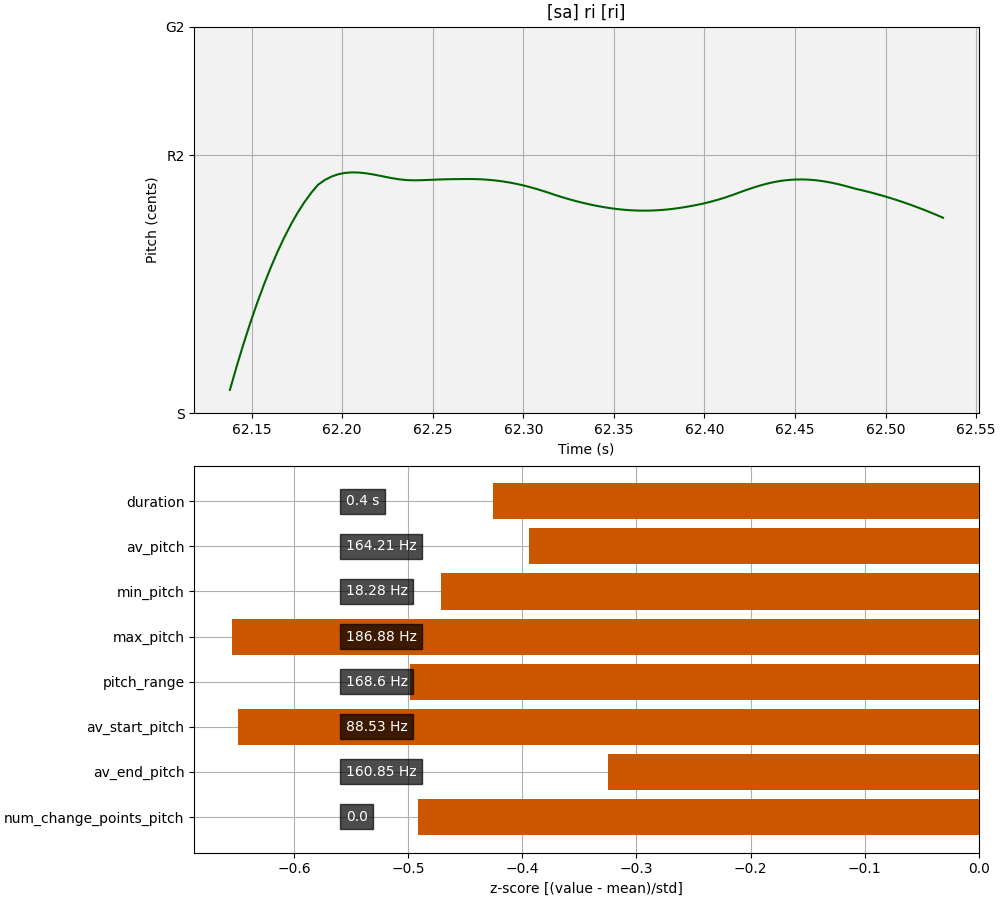 [sa] ri [ri]
G2
R2
S
Pitch (cents)
62.15 62.20 62.25 62.30 62.35 62.40 62.45 62.50 62.55
Time (s)
duration 0.4 s
av_pitch 164.21 Hz
min_pitch 18.28 Hz
max_pitch 186.88 Hz
pitch_range 168.6 Hz
av_start_pitch 88.53 Hz
av_end_pitch 160.85 Hz
num_change_points_pitch 0.0
−0.6 −0.5 −0.4 −0.3 −0.2 −0.1 0.0
z-score [(value - mean)/std]